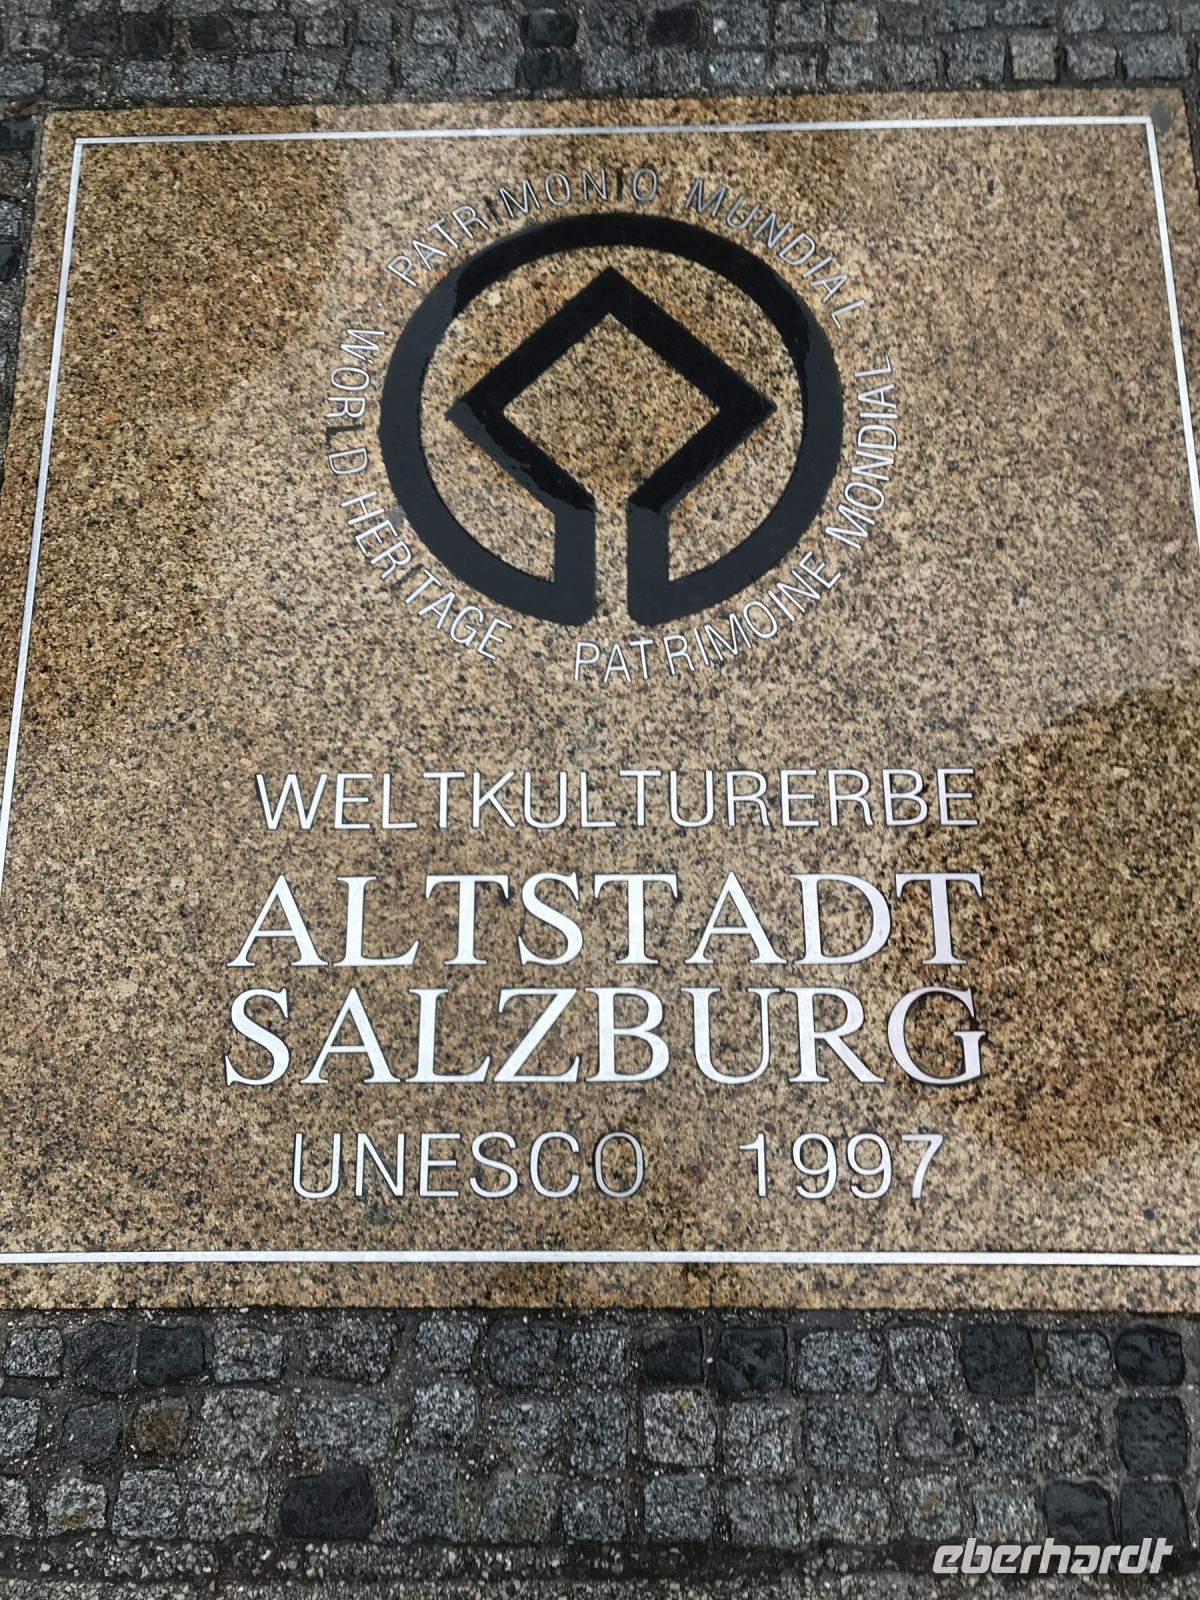 PATRIMONIO MUNDIAL
WORLD HERITAGE
PATRIMOINE MONDIAL
WELTKULTURERBE
ALTSTADT
SALZBURG
UNESCO 1997
eberhardt